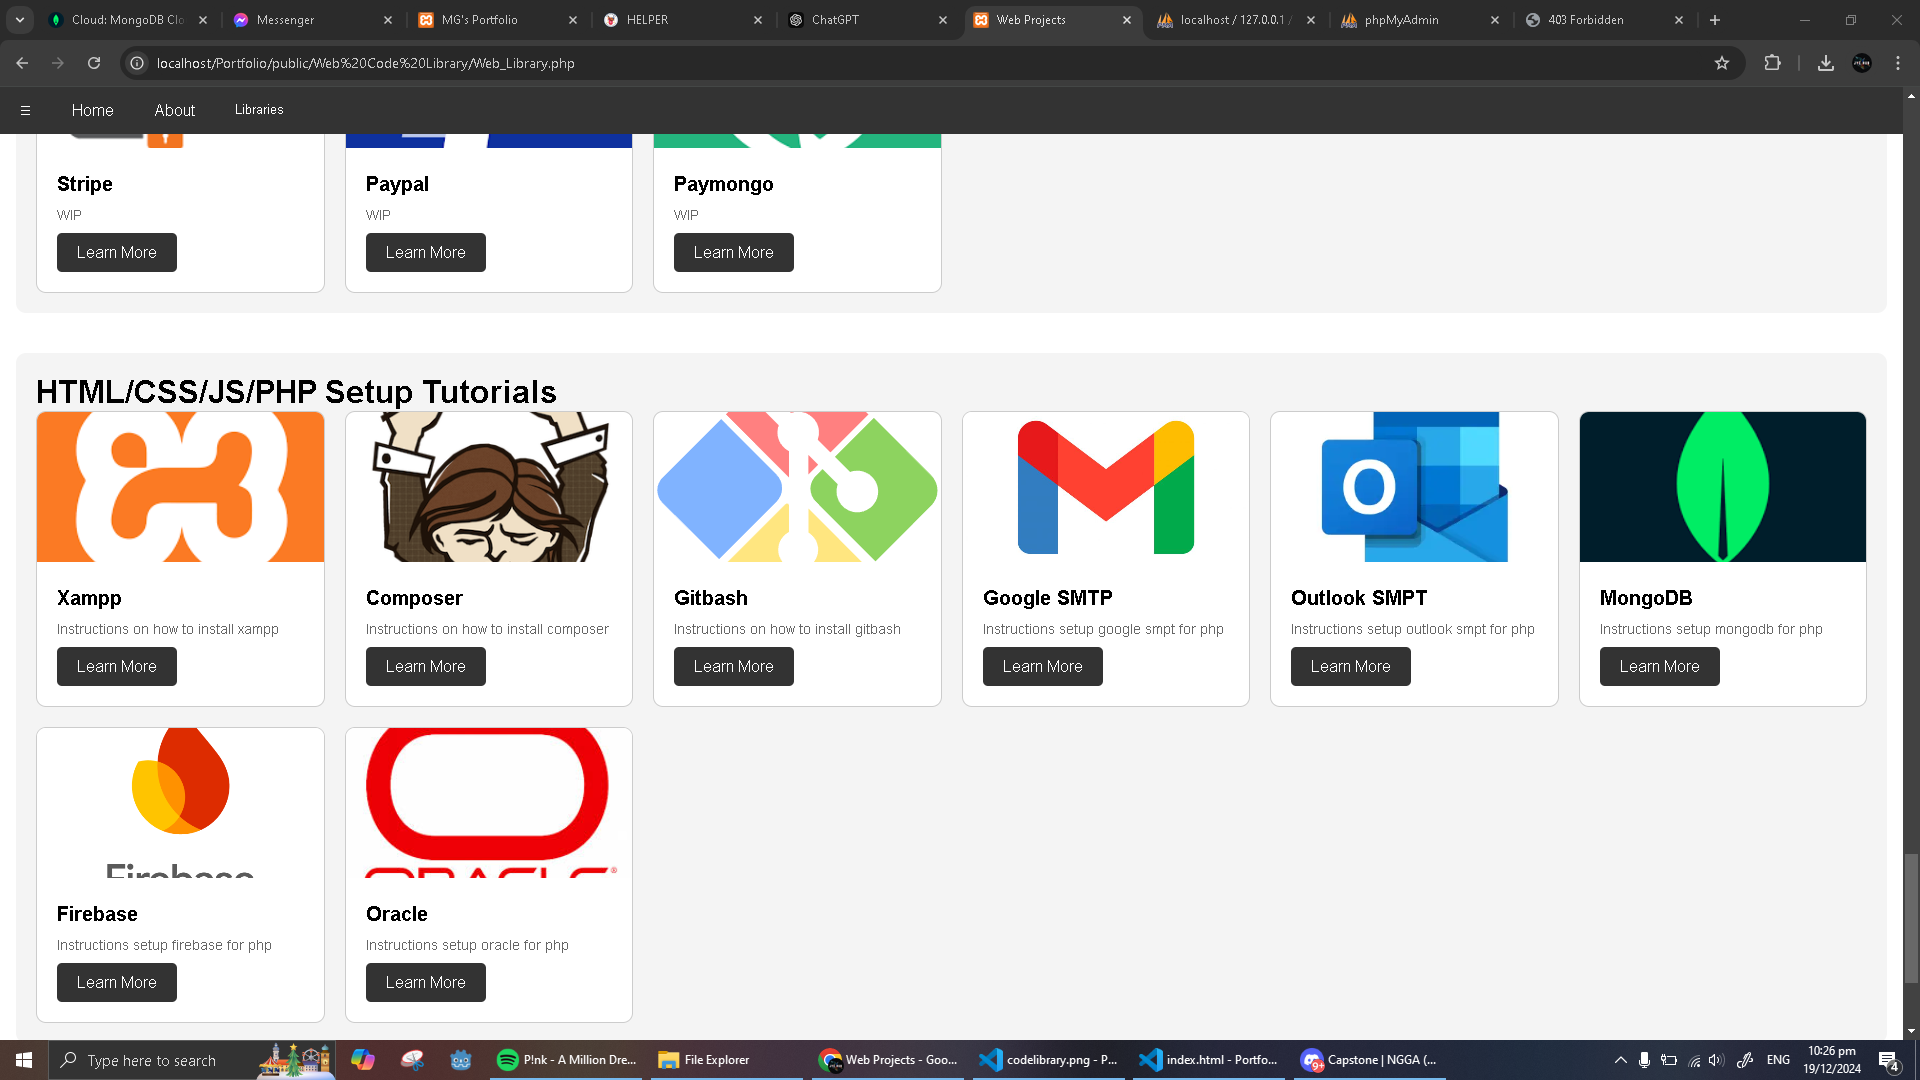 Cloud: MongoDB Clo
Messenger
MG's Portfolio
HELPER
ChatGPT
Web Projects
localhost / 127.0.0.1 /
phpMyAdmin
403 Forbidden
localhost/Portfolio/public/Web%20Code%20Library/Web_Library.php
☰ Home About Libraries
Stripe
WIP
Learn More
Paypal
WIP
Learn More
Paymongo
WIP
Learn More
HTML/CSS/JS/PHP Setup Tutorials
Xampp
Instructions on how to install xampp
Learn More
Composer
Instructions on how to install composer
Learn More
Gitbash
Instructions on how to install gitbash
Learn More
Google SMTP
Instructions setup google smpt for php
Learn More
O
Outlook SMPT
Instructions setup outlook smpt for php
Learn More
MongoDB
Instructions setup mongodb for php
Learn More
Firebase
Firebase
Instructions setup firebase for php
Learn More
ORACLE®
Oracle
Instructions setup oracle for php
Learn More
Type here to search
P!nk - A Million Dre...
File Explorer
Web Projects - Goo...
codelibrary.png - P...
index.html - Portfo...
9+
Capstone | NGGA (...
ENG
10:26 pm
19/12/2024
4